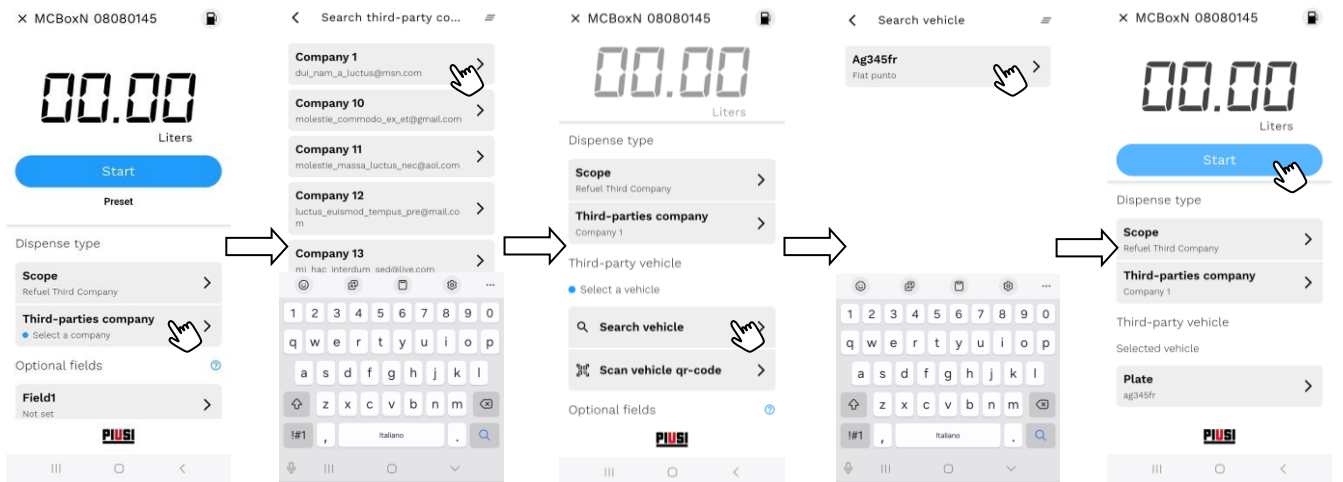 × MCBoxN 08080145
00.00
Liters
Start
Preset
Dispense type
Scope
Refuel Third Company
Third-parties company
Select a company
Optional fields
Field1
Not set
PIUSI
Search third-party co...
Company 1
dui_nam_a_luctus@msn.com
Company 10
molestie_commodo_ex_et@gmail.com
Company 11
molestie_massa_luctus_nec@aol.com
Company 12
luctus_euismod_tempus_pre@mail.co
m
Company 13
mi_hac_interdum_sed@live.com
1 2 3 4 5 6 7 8 9 0
q w e r t y u i o p
a s d f g h j k l
z x c v b n m
!#1 , Italiano .
× MCBoxN 08080145
00.00
Liters
Dispense type
Scope
Refuel Third Company
Third-parties company
Company 1
Third-party vehicle
Select a vehicle
Search vehicle
Scan vehicle qr-code
Optional fields
PIUSI
Search vehicle
Ag345fr
Fiat punto
1 2 3 4 5 6 7 8 9 0
q w e r t y u i o p
a s d f g h j k l
z x c v b n m
!#1 , Italiano .
× MCBoxN 08080145
00.00
Liters
Start
Dispense type
Scope
Refuel Third Company
Third-parties company
Company 1
Third-party vehicle
Selected vehicle
Plate
ag345fr
PIUSI